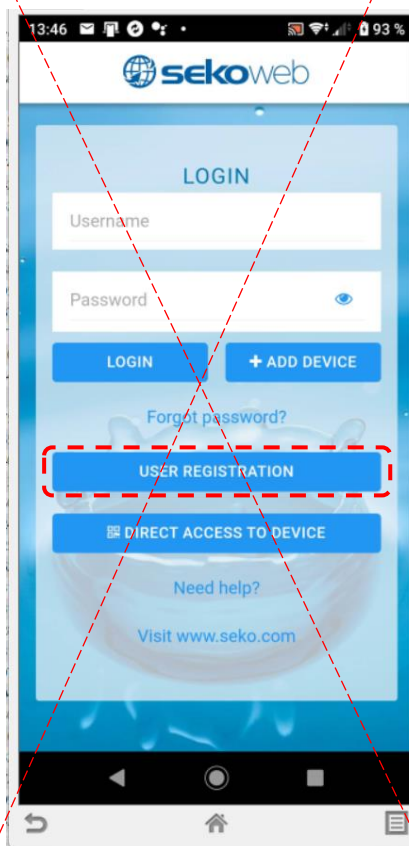 13:46
93 %
sekoweb
LOGIN
Username
Password
LOGIN
+ ADD DEVICE
Forgot password?
USER REGISTRATION
DIRECT ACCESS TO DEVICE
Need help?
Visit www.seko.com